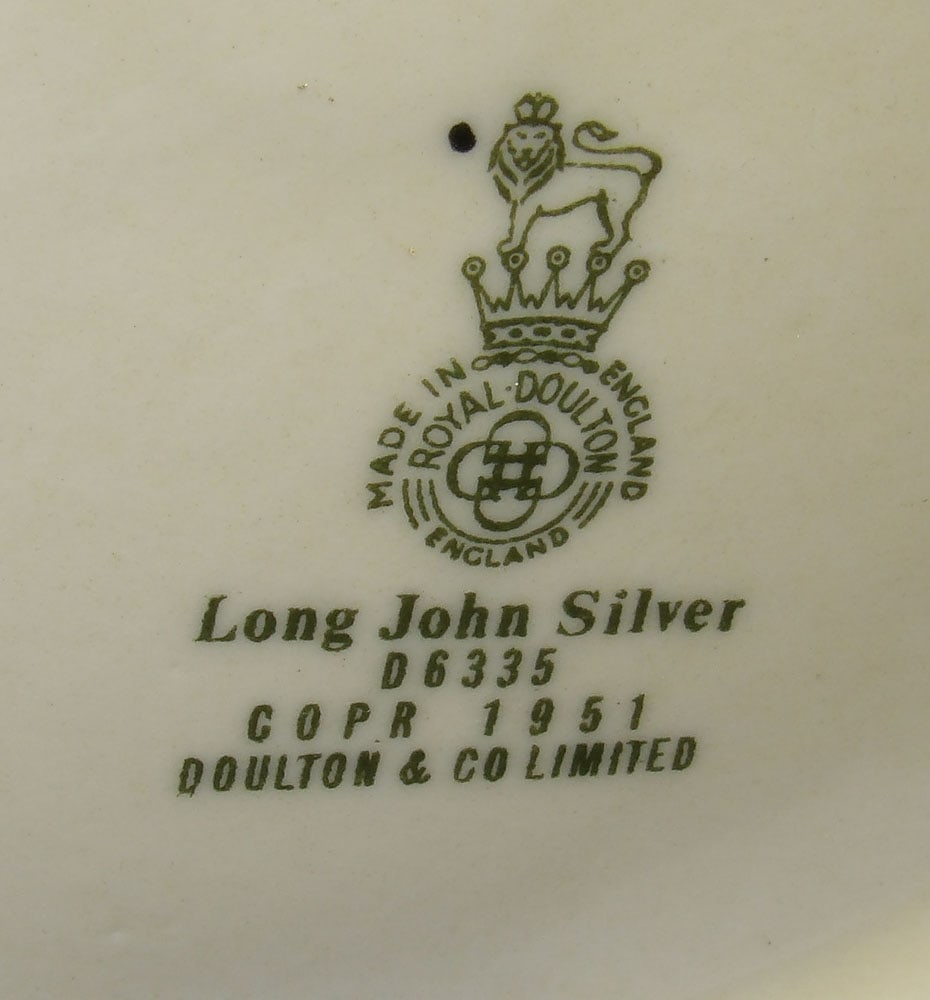 MADE IN ENGLAND
ROYAL·DOULTON
ENGLAND
Long John Silver
D 6335
COPR 1951
DOULTON & CO LIMITED